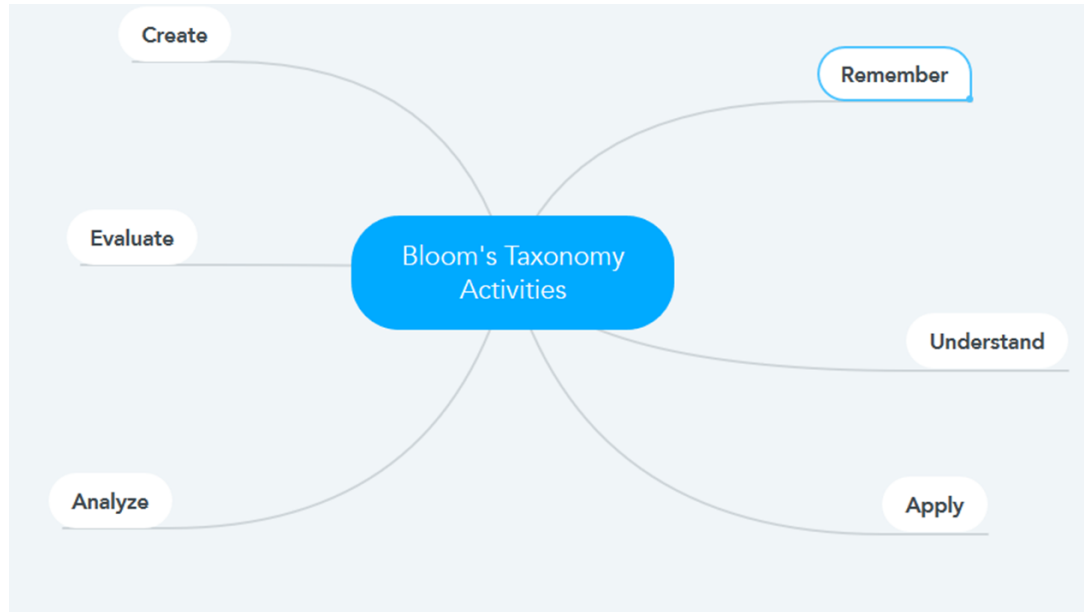 Create
Remember
Evaluate
Bloom's Taxonomy
Activities
Understand
Analyze
Apply